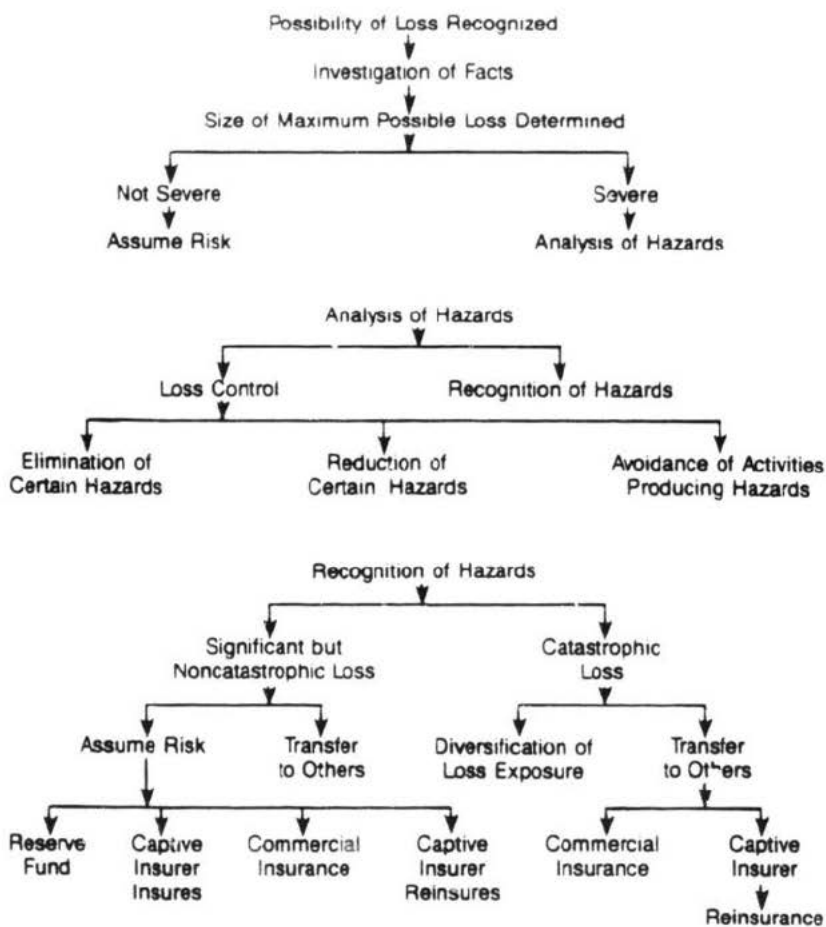 Possibility of Loss Recognized
Investigation of Facts
Size of Maximum Possible Loss Determined
Not Severe
Severe
Assume Risk
Analysis of Hazards
Analysis of Hazards
Loss Control
Recognition of Hazards
Elimination of
Certain Hazards
Reduction of
Certain Hazards
Avoidance of Activities
Producing Hazards
Recognition of Hazards
Significant but
Noncatastrophic Loss
Catastrophic
Loss
Assume Risk
Transfer
to Others
Diversification of
Loss Exposure
Transfer
to Others
Reserve
Fund
Captive
Insurer
Insures
Commercial
Insurance
Captive
Insurer
Reinsures
Commercial
Insurance
Captive
Insurer
Reinsurance